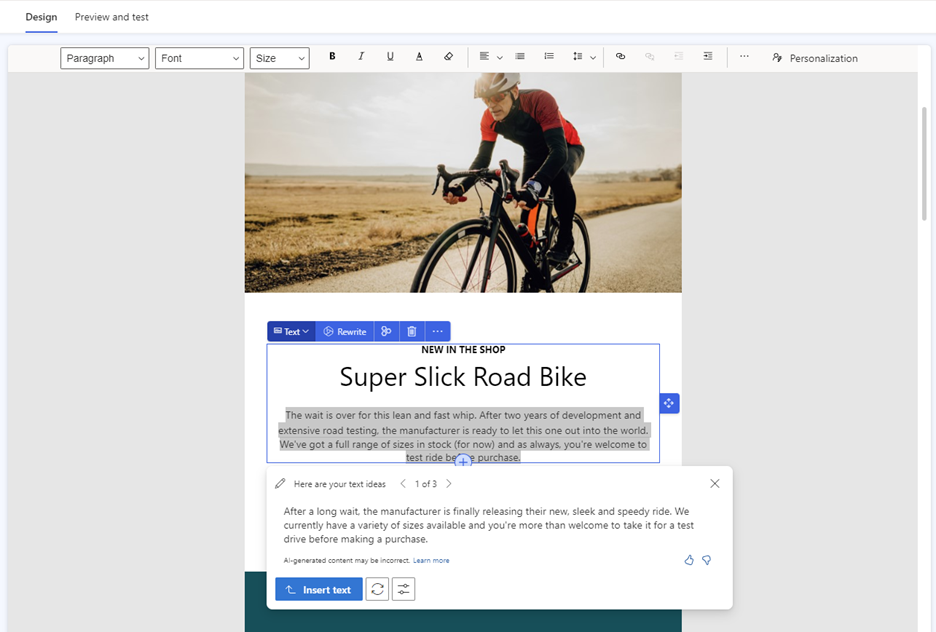 Design Preview and test
Paragraph Font Size B I U A ... Personalization
Text Rewrite ...
NEW IN THE SHOP
Super Slick Road Bike
The wait is over for this lean and fast whip. After two years of development and
extensive road testing, the manufacturer is ready to let this one out into the world.
We've got a full range of sizes in stock (for now) and as always, you're welcome to
test ride before purchase.
Here are your text ideas < 1 of 3 >
After a long wait, the manufacturer is finally releasing their new, sleek and speedy ride. We
currently have a variety of sizes available and you're more than welcome to take it for a test
drive before making a purchase.
AI-generated content may be incorrect. Learn more
Insert text